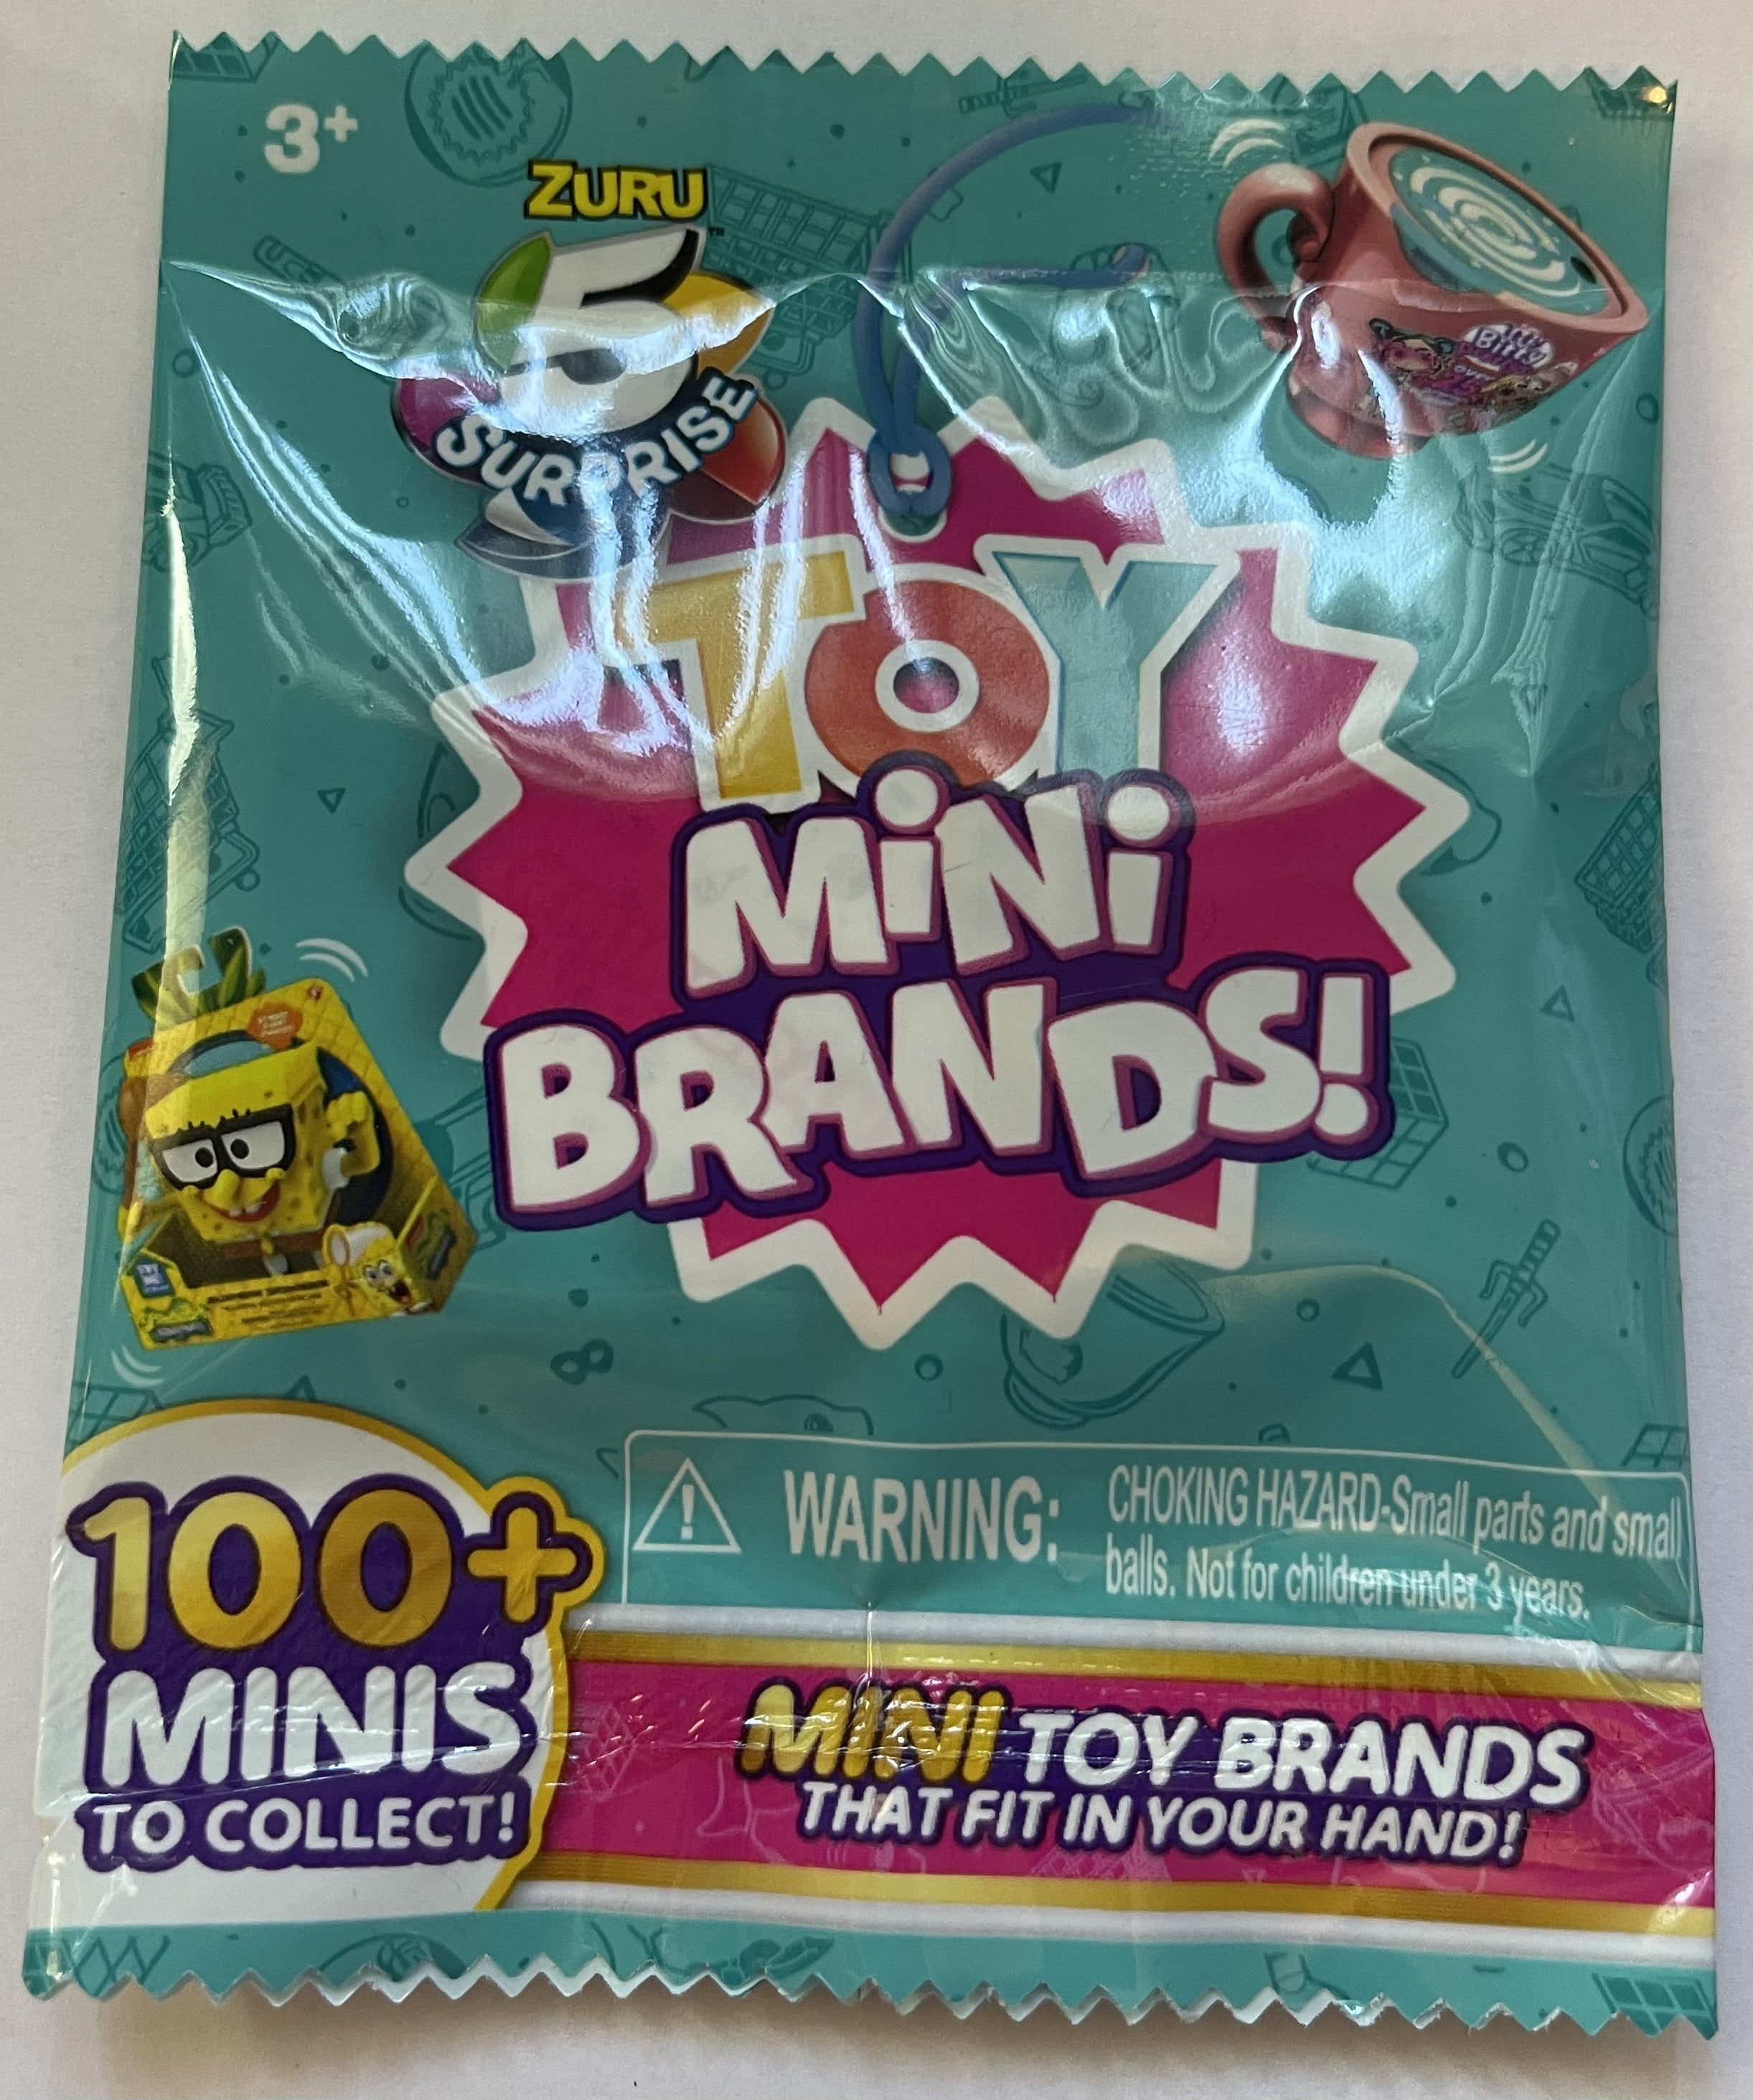 3+
ZURU
5
SURPRISE
TOY
MiNi
BRANDS!
100+
MINIS
TO COLLECT!
WARNING: CHOKING HAZARD-Small parts and small
balls. Not for children under 3 years.
MINI TOY BRANDS
THAT FIT IN YOUR HAND!